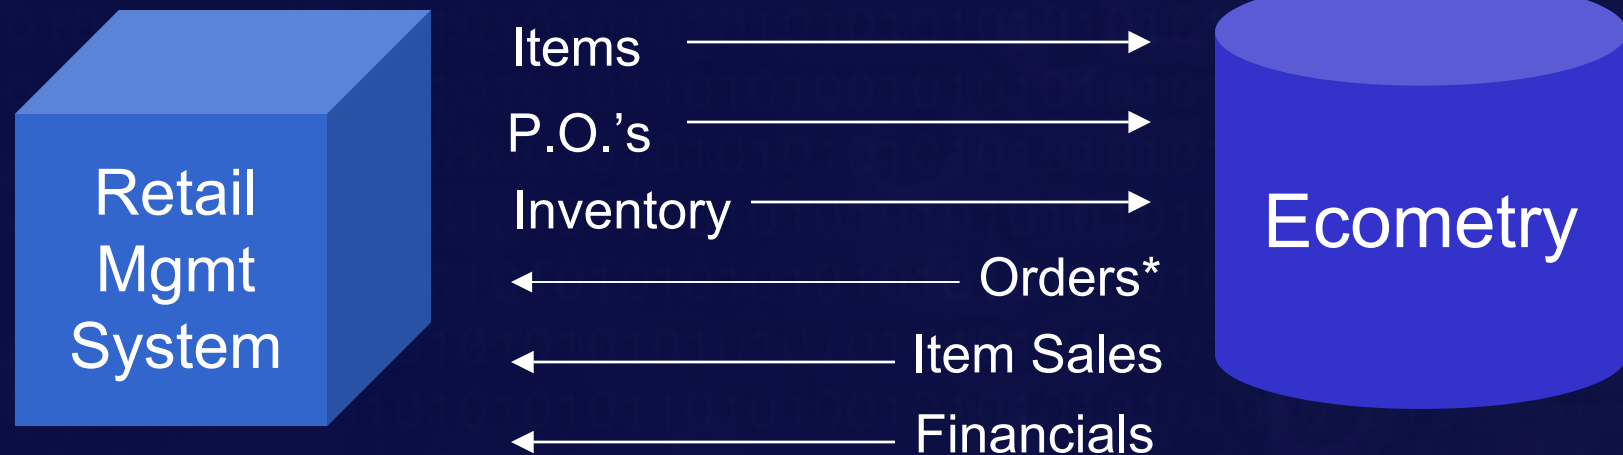 Items
P.O.’s
Inventory
Orders*
Item Sales
Financials
Retail
Mgmt
System
Ecometry